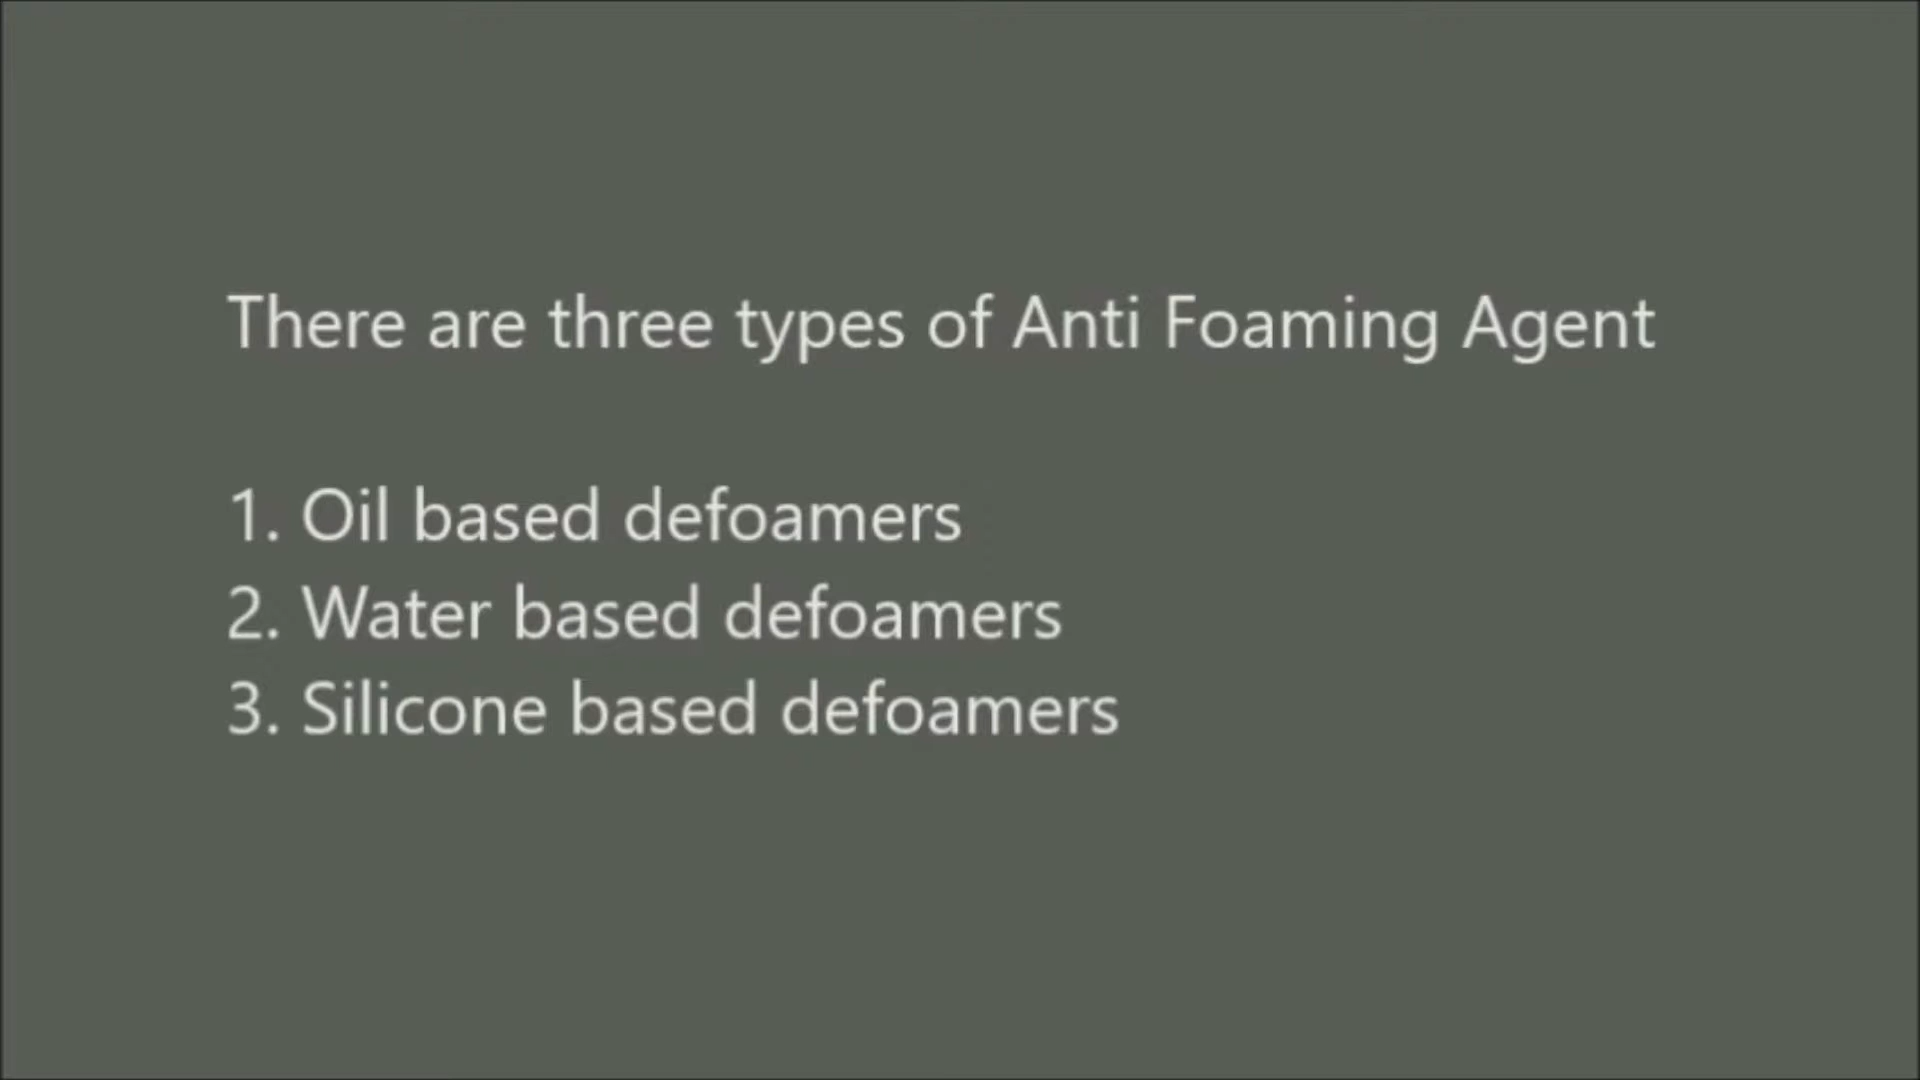 There are three types of Anti Foaming Agent
1. Oil based defoamers
2. Water based defoamers
3. Silicone based defoamers